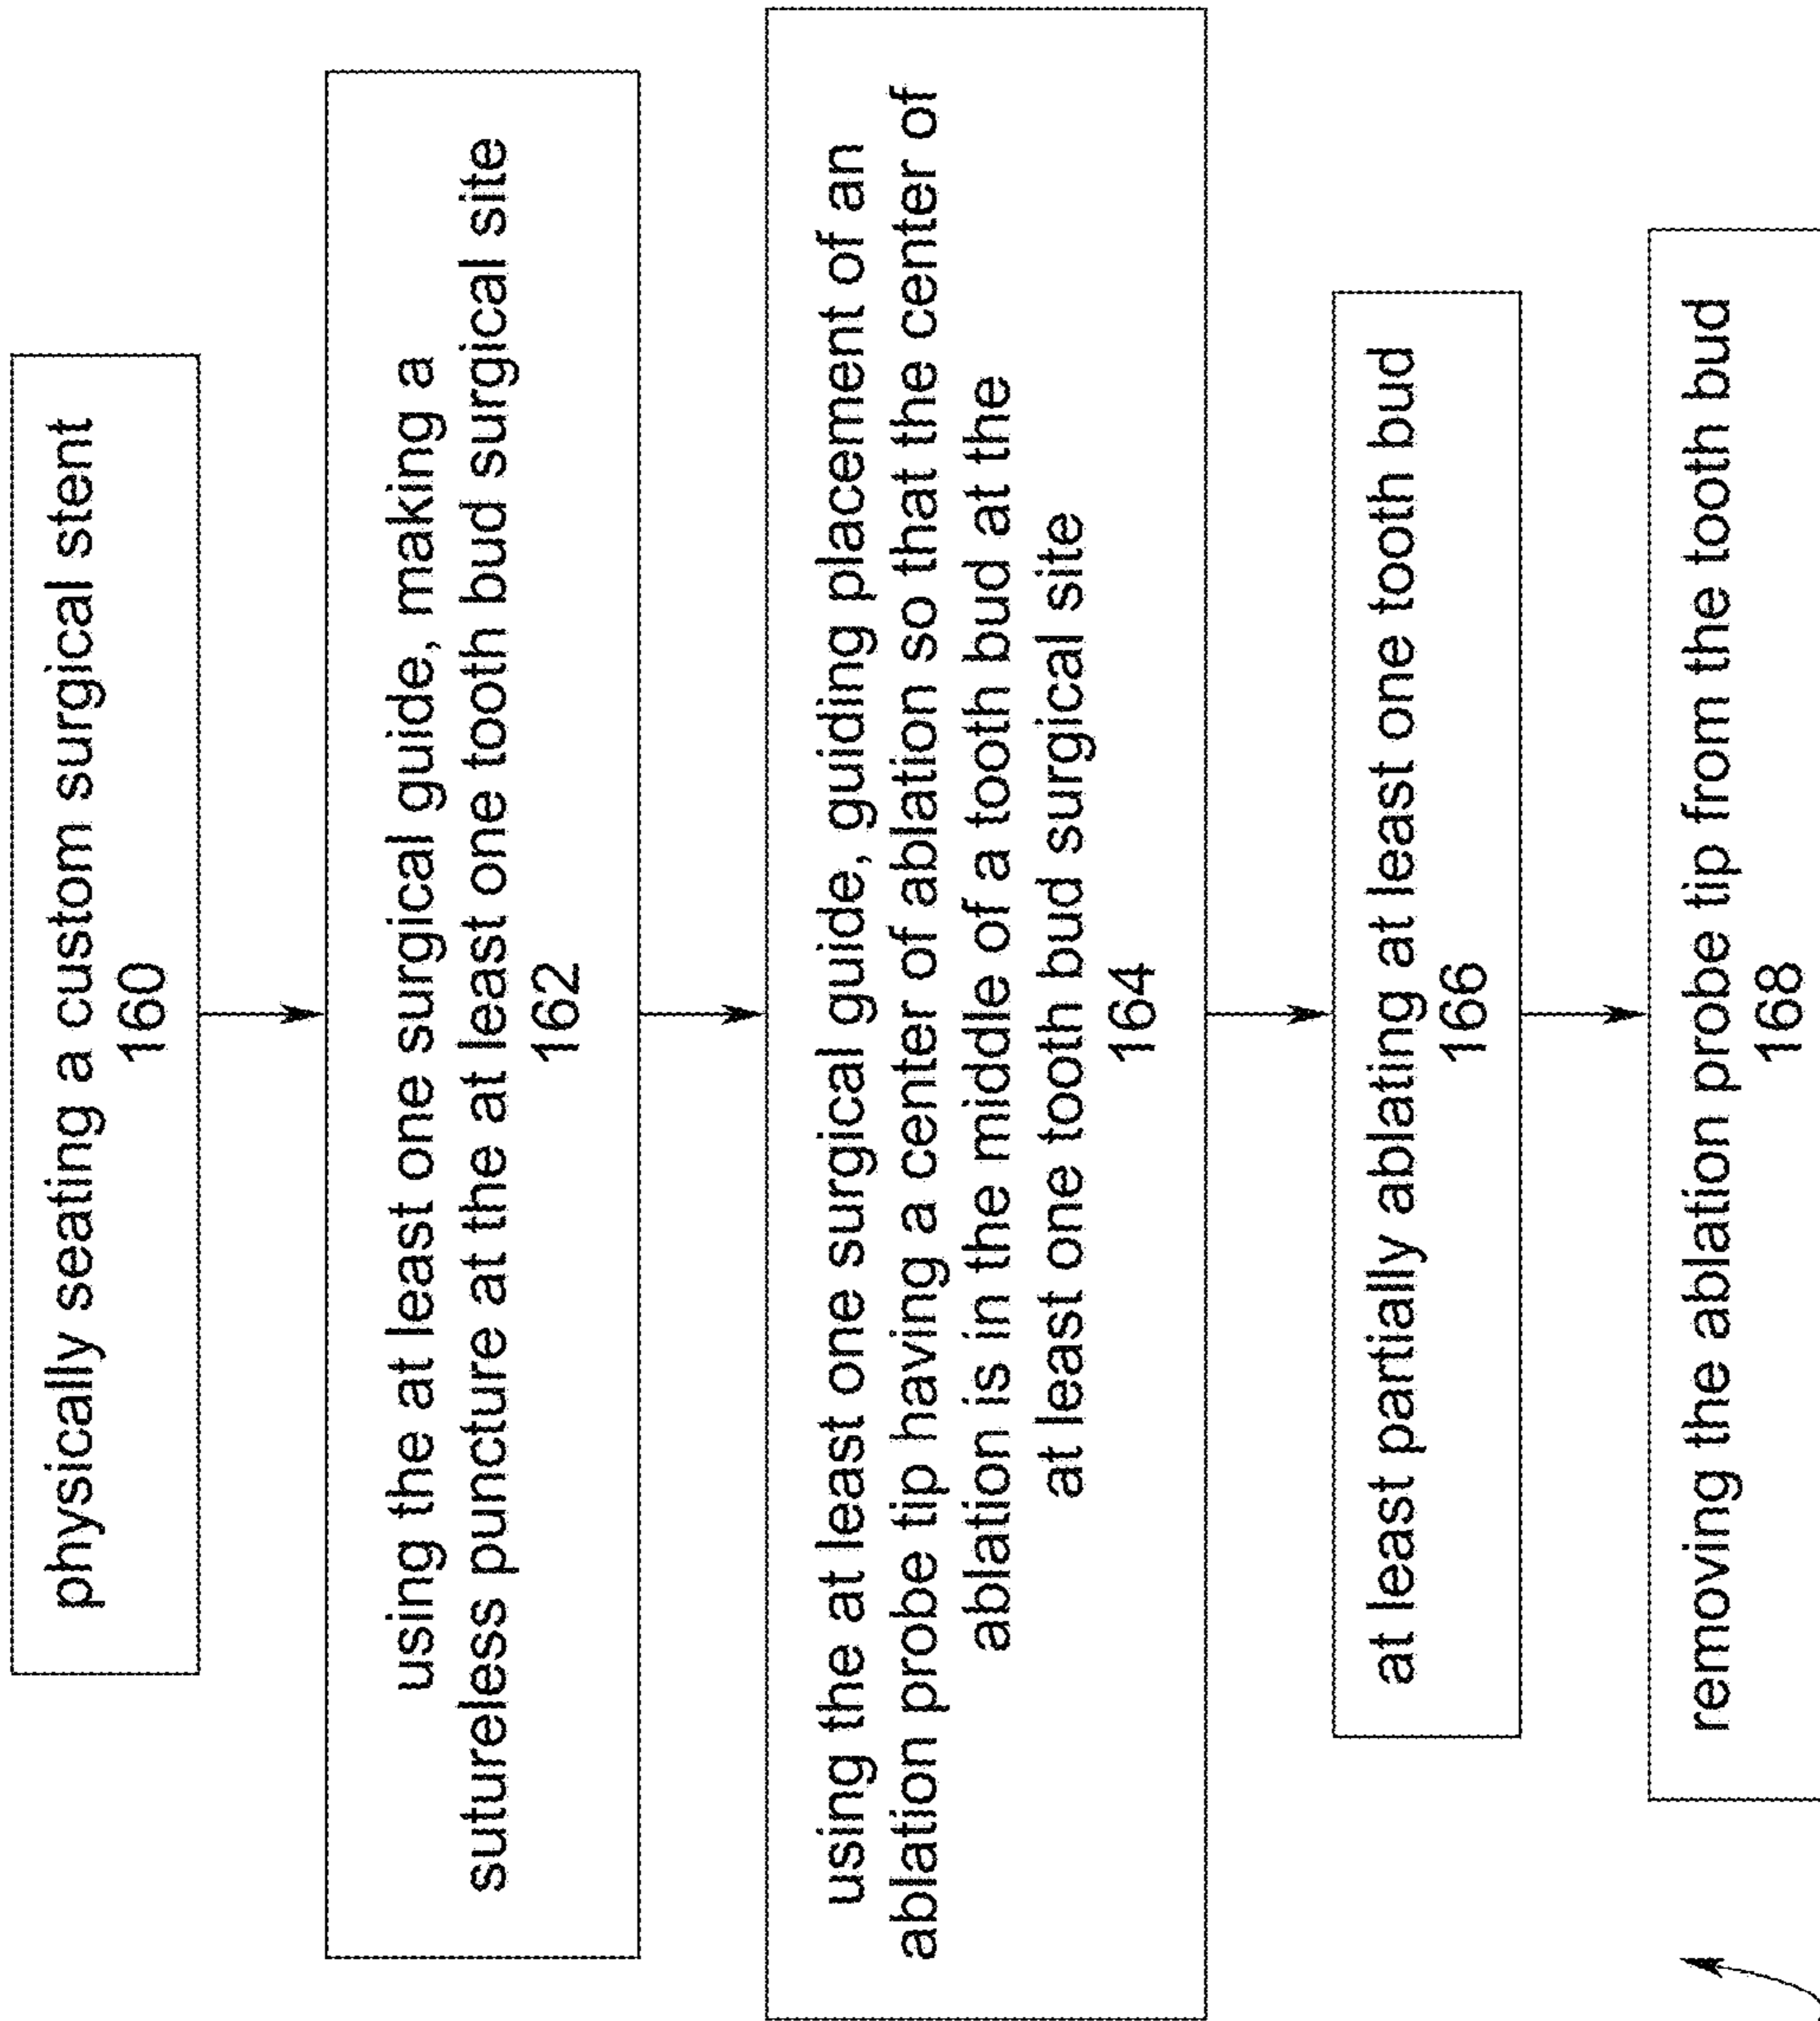 physically seating a custom surgical stent
160
using the at least one surgical guide, making a
sutureless puncture at the at least one tooth bud surgical site
162
using the at least one surgical guide, guiding placement of an
ablation probe tip having a center of ablation so that the center of
ablation is in the middle of a tooth bud at the
at least one tooth bud surgical site
164
at least partially ablating at least one tooth bud
166
removing the ablation probe tip from the tooth bud
168